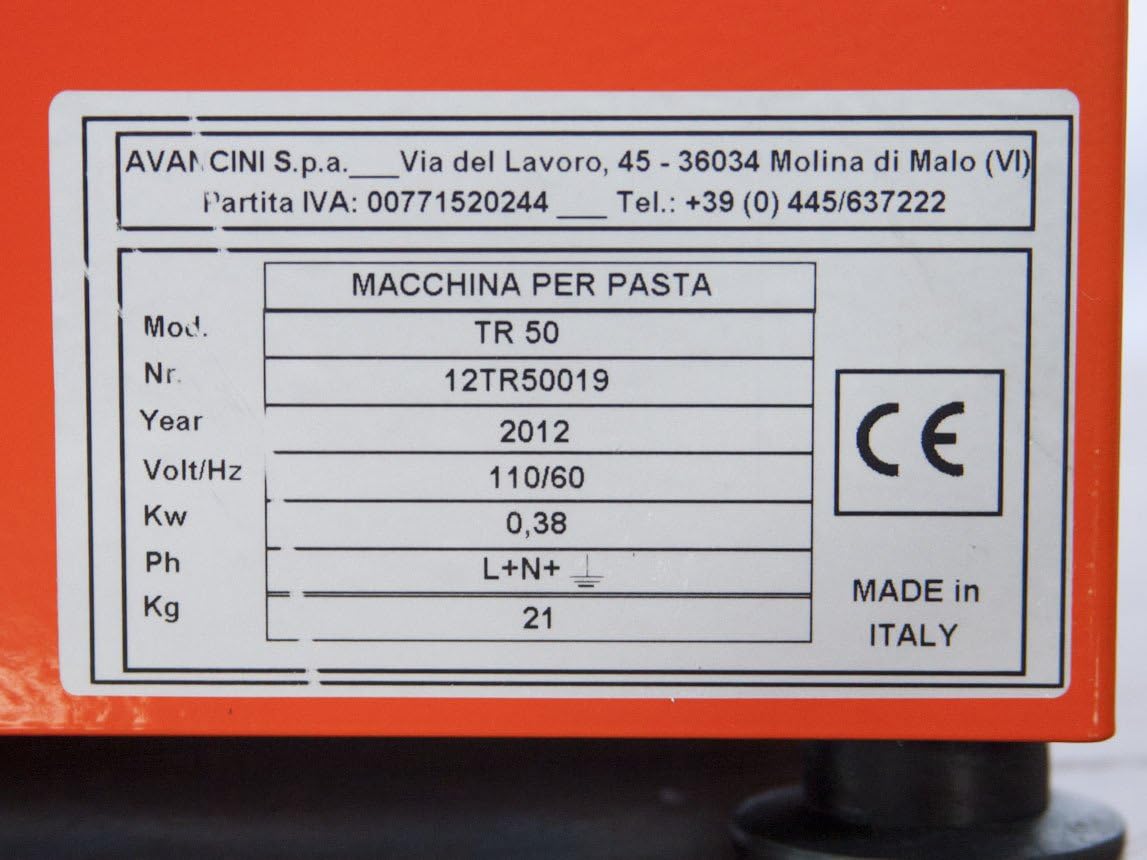 AVANCINI S.p.a.___Via del Lavoro, 45 - 36034 Molina di Malo (VI)
Partita IVA: 00771520244 ___ Tel.: +39 (0) 445/637222
MACCHINA PER PASTA
Mod. TR 50
Nr. 12TR50019
Year 2012
Volt/Hz 110/60
Kw 0,38
Ph L+N+⏚
Kg 21
CE
MADE in
ITALY